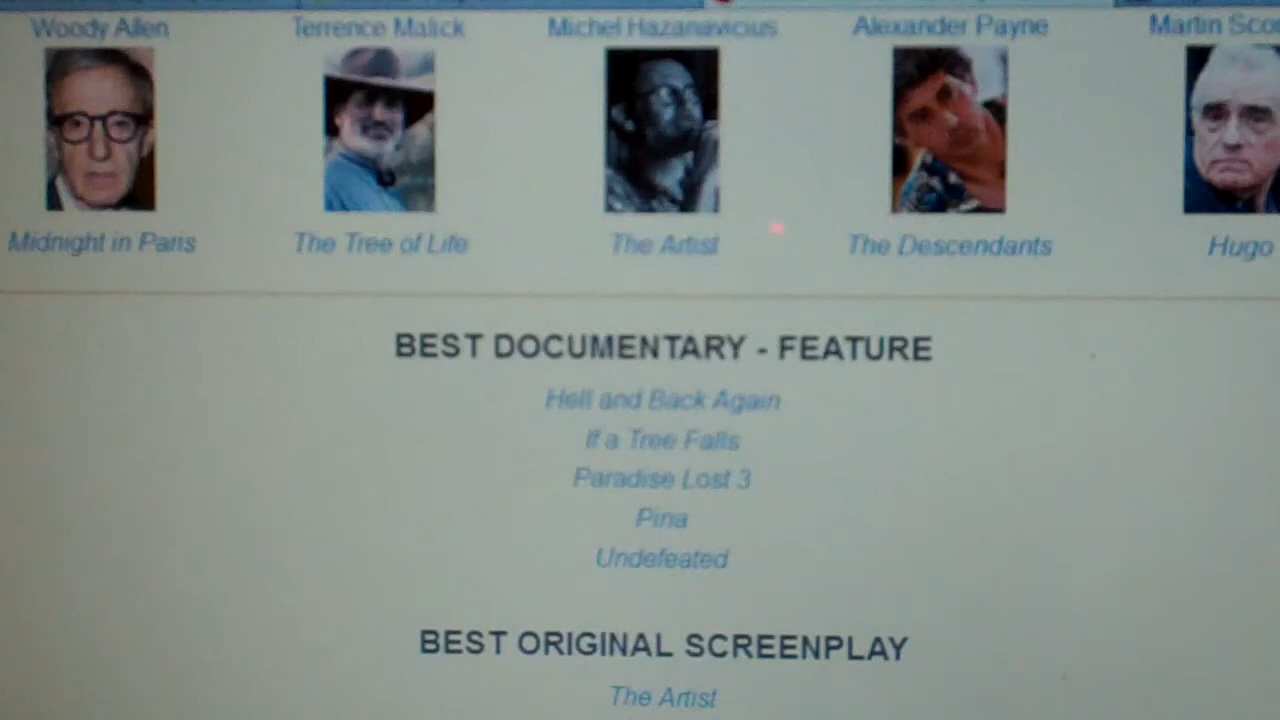 Woody Allen Terrence Malick Michel Hazanavicius Alexander Payne Martin
Midnight in Paris The Tree of Life The Artist The Descendants Hugo
BEST DOCUMENTARY - FEATURE
Hell and Back Again
If a Tree Falls
Paradise Lost 3
Pina
Undefeated
BEST ORIGINAL SCREENPLAY
The Artist